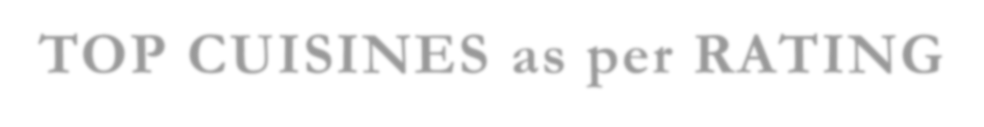 TOP CUISINES as per RATING